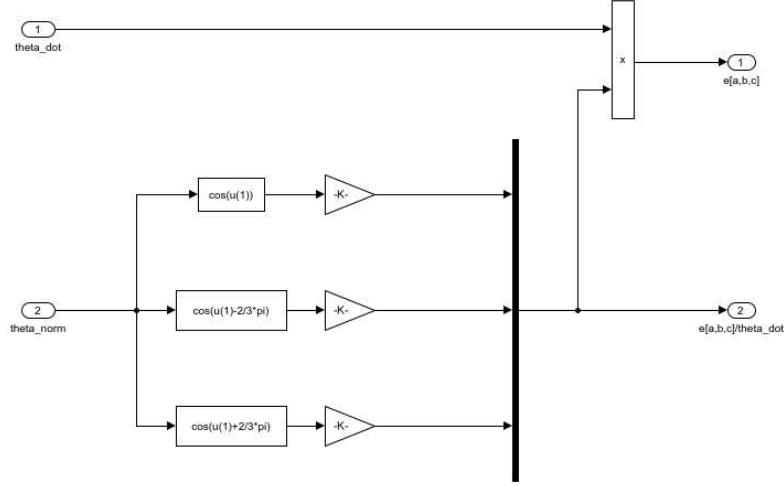 1
theta_dot
x
1
e[a,b,c]
cos(u(1))
-K-
2
theta_norm
cos(u(1)-2/3*pi)
-K-
2
e[a,b,c]/theta_dot
cos(u(1)+2/3*pi)
-K-